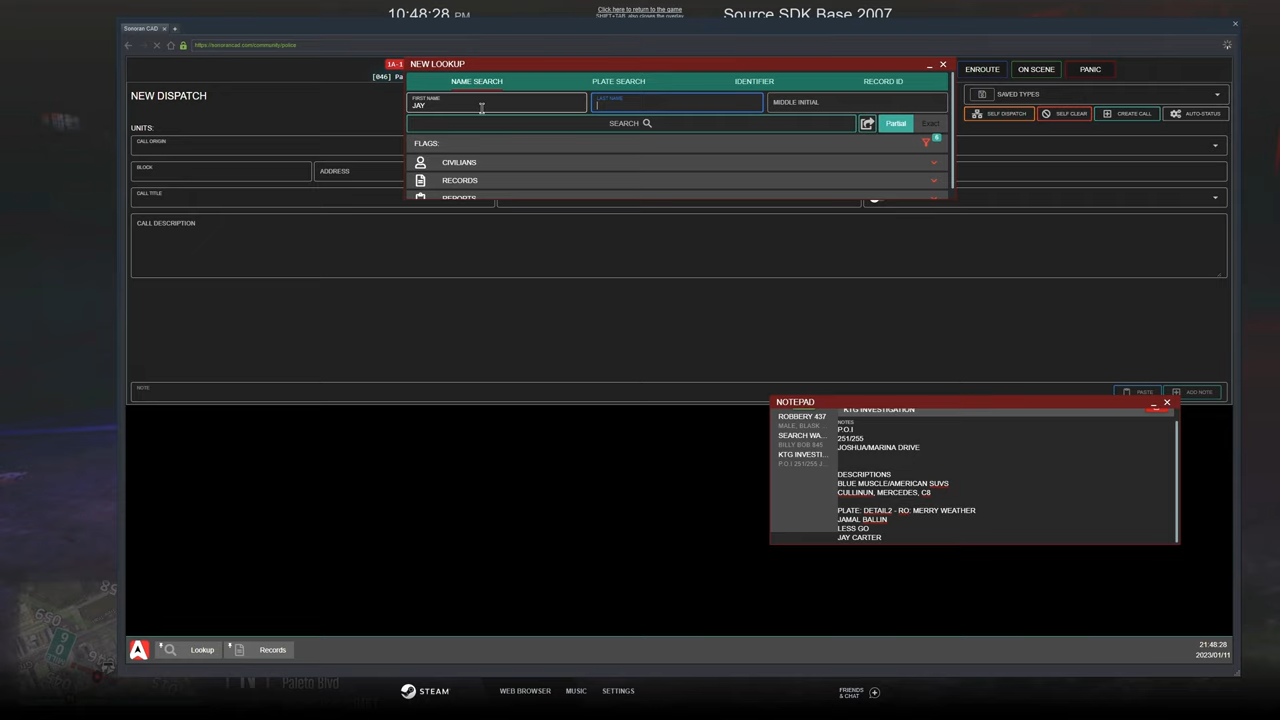 Click here to return to the game
SHIFT+TAB also closes the overlay
10:48:28 PM
Source SDK Base 2007
Sonoran CAD
https://sonorancad.com/community/police
1A-1
NEW LOOKUP
ENROUTE
ON SCENE
PANIC
[046] Pa
NAME SEARCH
PLATE SEARCH
IDENTIFIER
RECORD ID
NEW DISPATCH
FIRST NAME
JAY
LAST NAME
MIDDLE INITIAL
SAVED TYPES
SELF DISPATCH
SELF CLEAR
CREATE CALL
AUTO-STATUS
SEARCH
Partial
Exact
UNITS:
CALL ORIGIN
FLAGS:
6
CIVILIANS
BLOCK
ADDRESS
RECORDS
CALL TITLE
REPORTS
CALL DESCRIPTION
NOTE
PASTE
ADD NOTE
NOTEPAD
ROBBERY 437
MALE, BLASK
SEARCH WA...
BILLY BOB 845
KTG INVESTI...
P.O.I 251/255 J...
KTG INVESTIGATION
NOTES
P.O.I
251/255
JOSHUA/MARINA DRIVE
DESCRIPTIONS
BLUE MUSCLE/AMERICAN SUVS
CULLINUN, MERCEDES, C8
PLATE: DETAIL2 - RO: MERRY WEATHER
JAMAL BALLIN
LESS GO
JAY CARTER
Lookup
Records
21:48:28
2023/01/11
Paleto Blvd
STEAM
WEB BROWSER
MUSIC
SETTINGS
FRIENDS
& CHAT